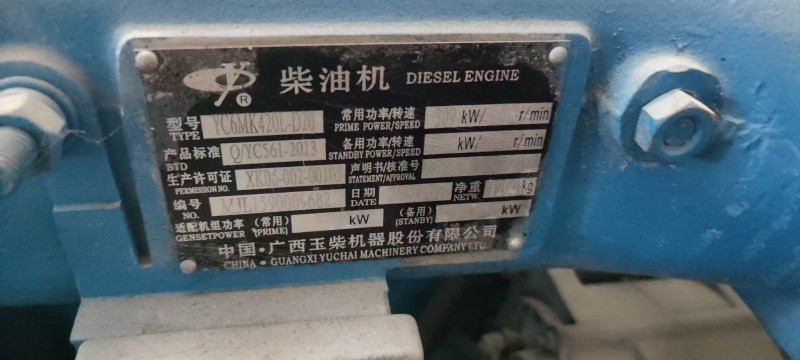 柴油机 DIESEL ENGINE
®
型号 YC6MK420L-D20 常用功率/转速 kW/ r/min
TYPE PRIME POWER/SPEED
产品标准 Q/YC561-2013 备用功率/转速 kW/ r/min
STD STANDBY POWER/SPEED
生产许可证 声明书/核准号
PERMISSION NO. STATEMENT/APPROVAL
编号 日期 净重 kg
NO. DATE NETW.
适配机组功率 (常用) kW (备用) kW
GENSETPOWER (PRIME) (STANBY)
中国·广西玉柴机器股份有限公司
CHINA·GUANGXI YUCHAI MACHINERY COMPANY LTD.